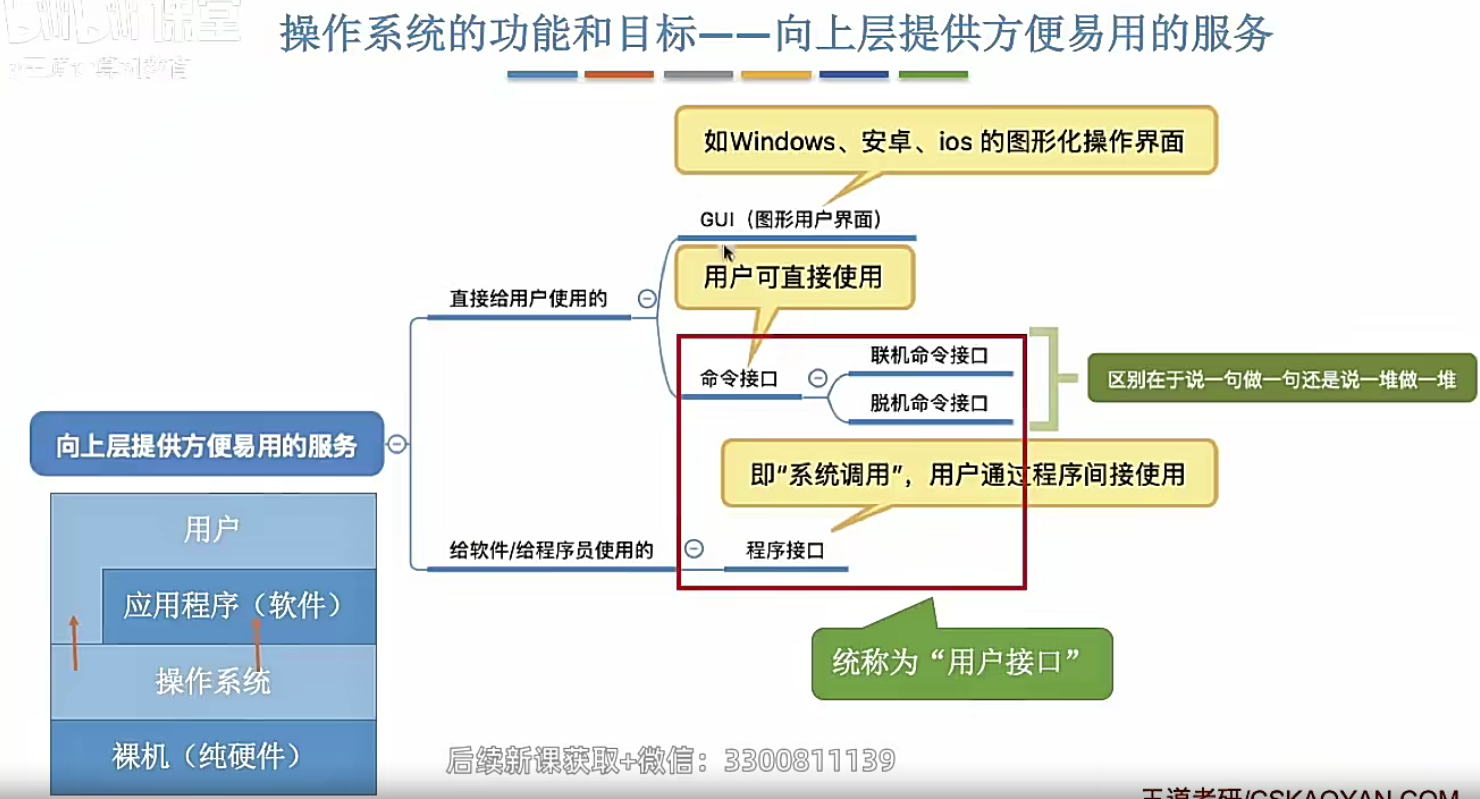 操作系统的功能和目标——向上层提供方便易用的服务
如Windows、安卓、ios 的图形化操作界面
GUI（图形用户界面）
用户可直接使用
直接给用户使用的
联机命令接口
命令接口
脱机命令接口
区别在于说一句做一句还是说一堆做一堆
向上层提供方便易用的服务
即“系统调用”，用户通过程序间接使用
给软件/给程序员使用的
程序接口
统称为“用户接口”
用户
应用程序（软件）
操作系统
裸机（纯硬件）
后续新课获取+微信：3300811139
王道考研/CSKAOYAN.COM